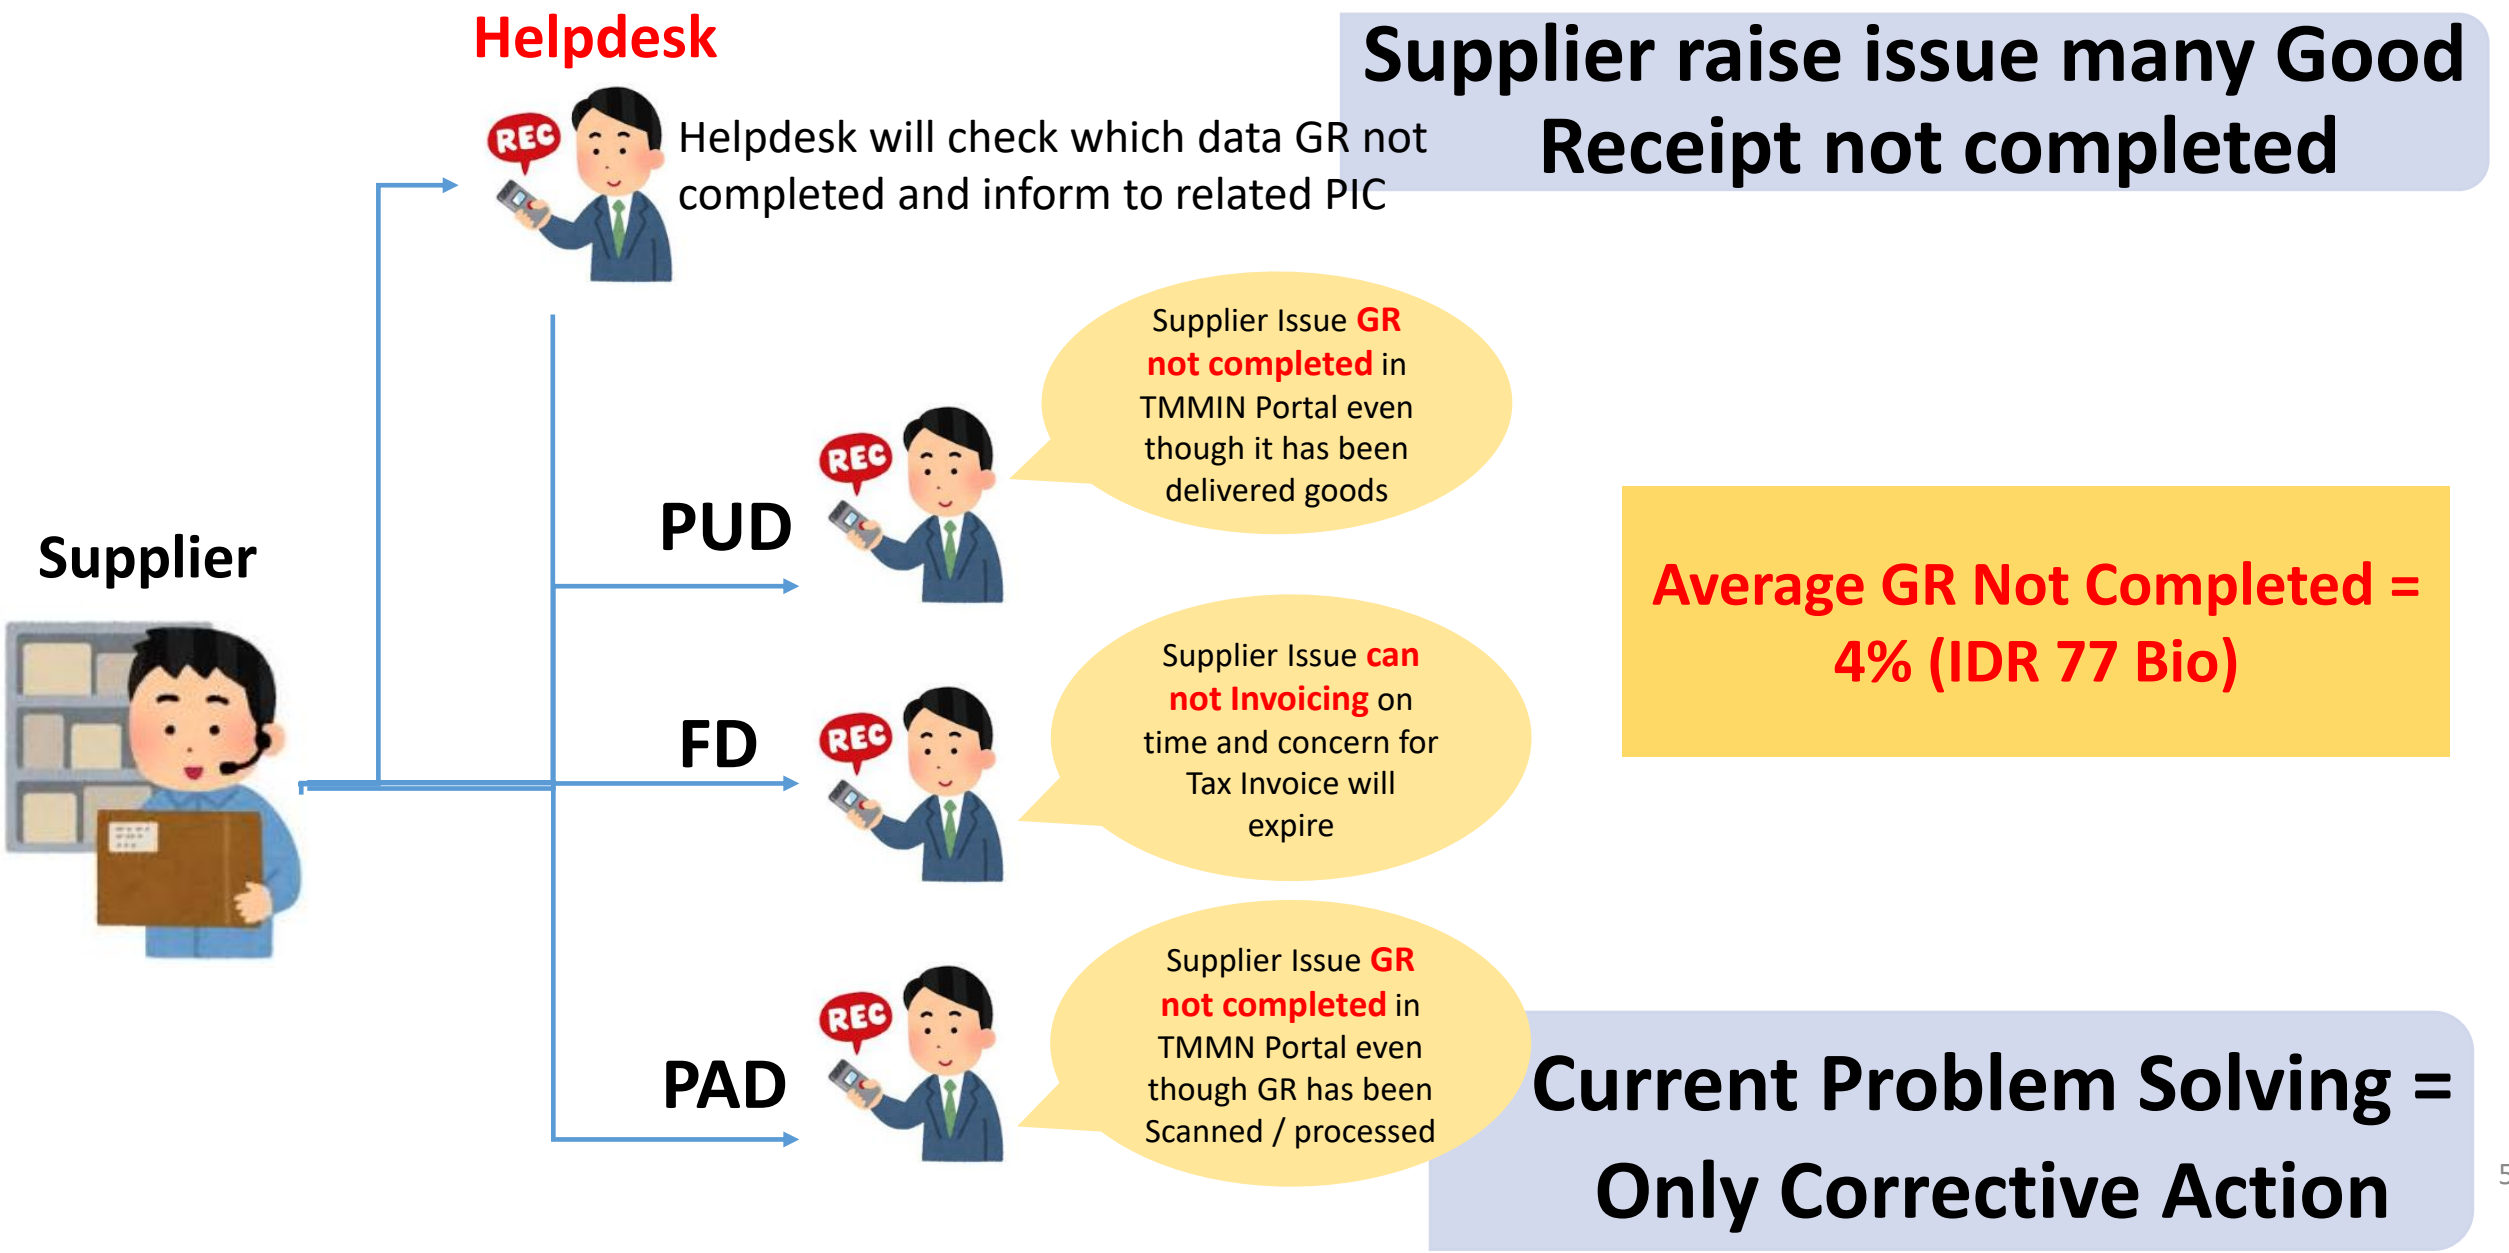 Helpdesk
Supplier raise issue many Good
Receipt not completed
REC
Helpdesk will check which data GR not
completed and inform to related PIC
Supplier
PUD
REC
Supplier Issue GR
not completed in
TMMIN Portal even
though it has been
delivered goods
Average GR Not Completed =
4% (IDR 77 Bio)
FD
REC
Supplier Issue can
not Invoicing on
time and concern for
Tax Invoice will
expire
PAD
REC
Supplier Issue GR
not completed in
TMMN Portal even
though GR has been
Scanned / processed
Current Problem Solving =
Only Corrective Action
5